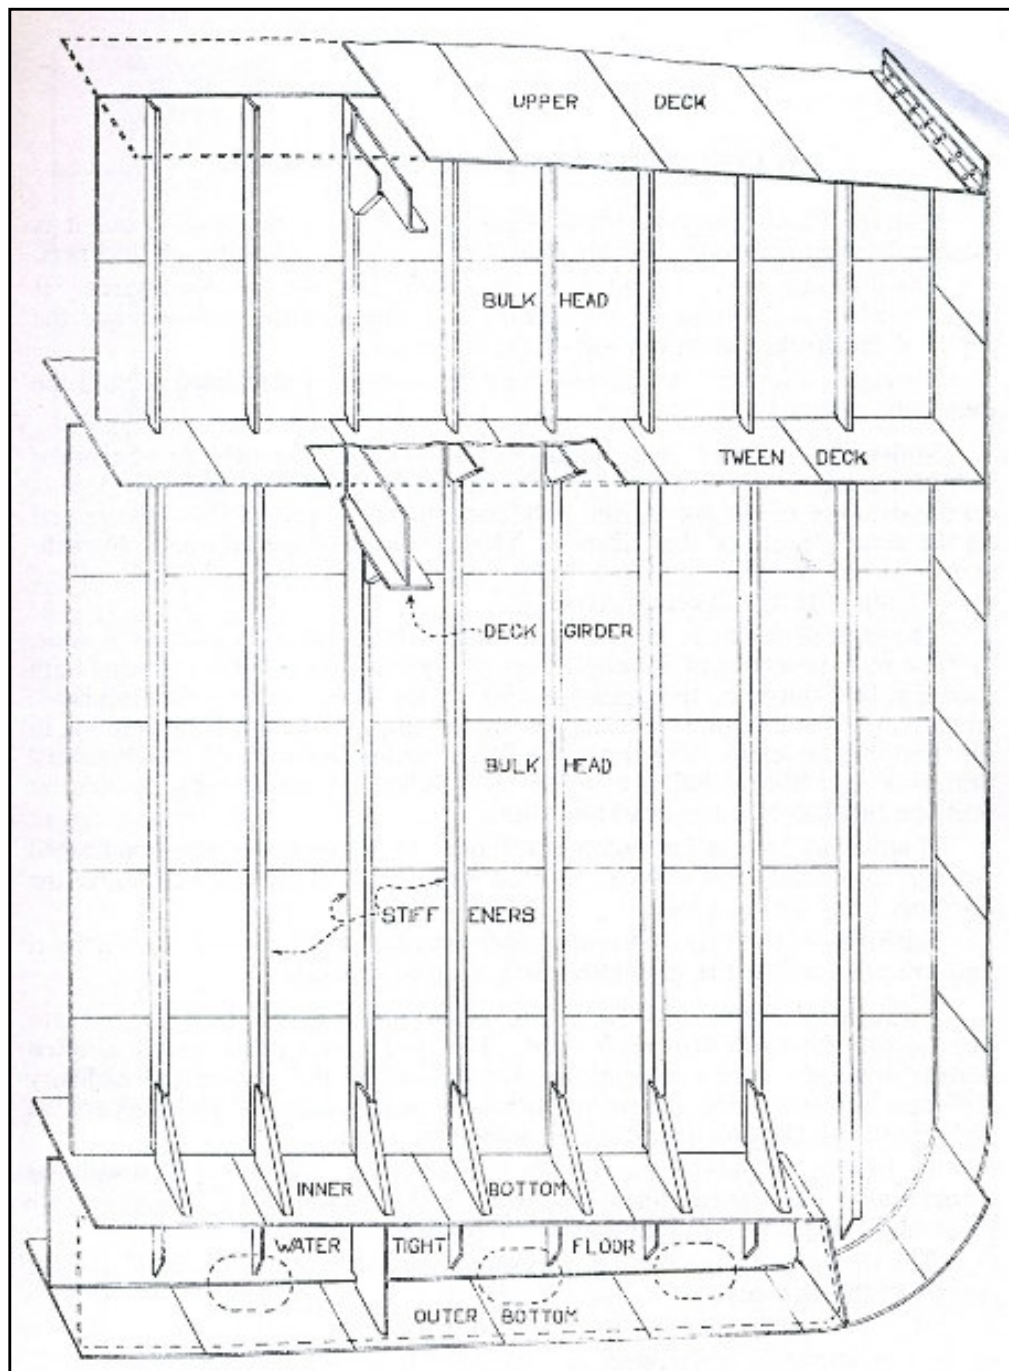 UPPER DECK
BULK HEAD
TWEEN DECK
DECK GIRDER
BULK HEAD
STIFF ENERS
INNER BOTTOM
WATER TIGHT FLOOR
OUTER BOTTOM